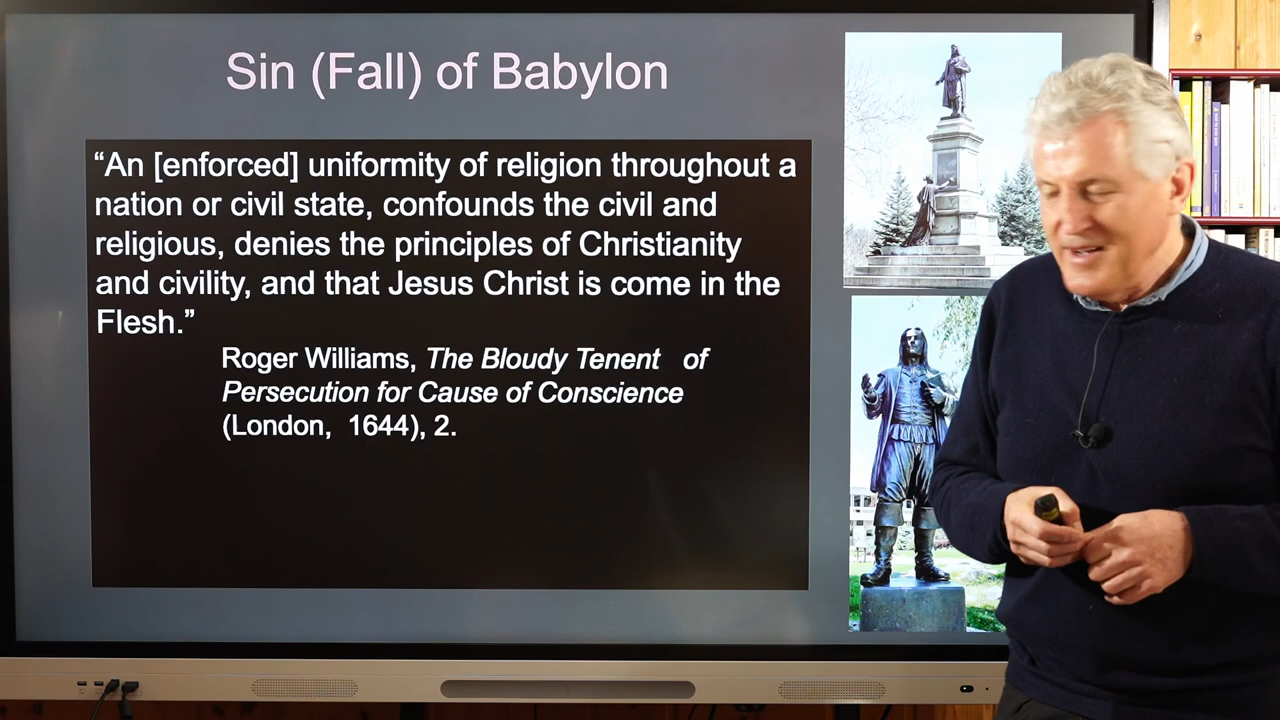 Sin (Fall) of Babylon
“An [enforced] uniformity of religion throughout a
nation or civil state, confounds the civil and
religious, denies the principles of Christianity
and civility, and that Jesus Christ is come in the
Flesh.”
Roger Williams, The Bloudy Tenent of
Persecution for Cause of Conscience
(London, 1644), 2.